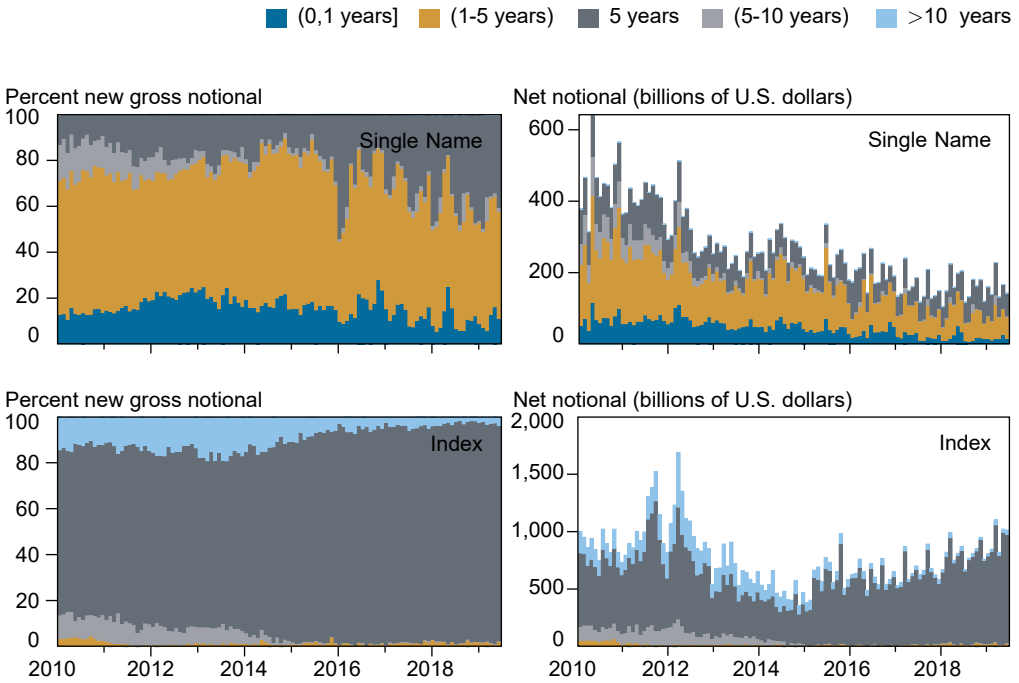 (0,1 years] (1-5 years) 5 years (5-10 years) >10 years
Percent new gross notional
100
80
60
40
20
0
Single Name
Net notional (billions of U.S. dollars)
600
400
200
0
Single Name
Percent new gross notional
100
80
60
40
20
0
Index
2010 2012 2014 2016 2018
Net notional (billions of U.S. dollars)
2,000
1,500
1,000
500
0
Index
2010 2012 2014 2016 2018